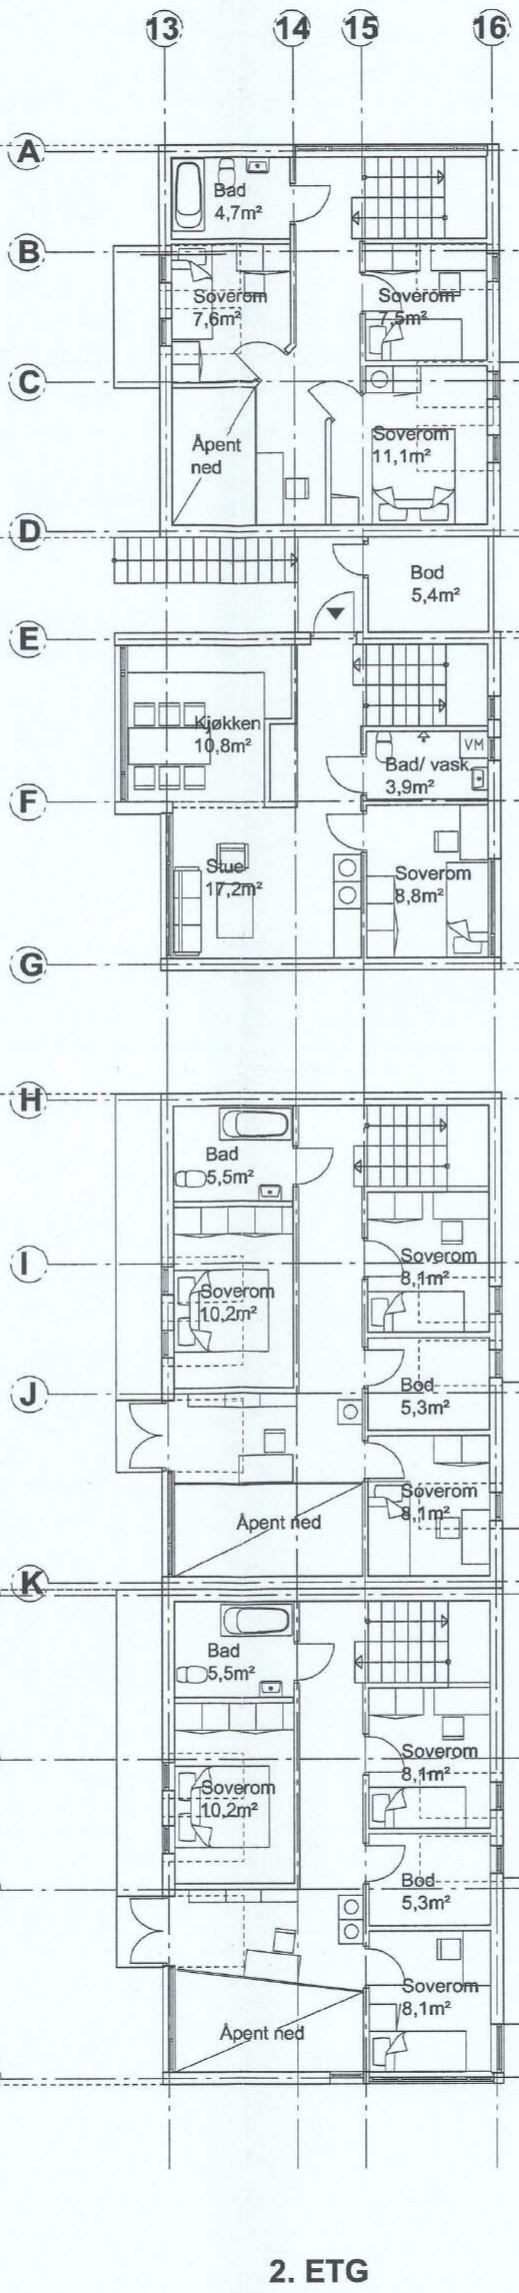 13 14 15 16
A
Bad
4,7m²
B
Soverom
7,6m²
Soverom
7,5m²
C
Åpent
ned
Soverom
11,1m²
D
Bod
5,4m²
E
Kjøkken
10,8m²
VM
Bad/ vask
3,9m²
F
Stue
17,2m²
Soverom
8,8m²
G
H
Bad
5,5m²
I
Soverom
10,2m²
Soverom
8,1m²
J
Bod
5,3m²
Soverom
8,1m²
Åpent ned
K
Bad
5,5m²
Soverom
10,2m²
Soverom
8,1m²
Bod
5,3m²
Soverom
8,1m²
Åpent ned
2. ETG